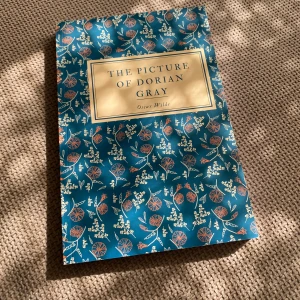 THE PICTURE
OF DORIAN
GRAY
Oscar Wilde